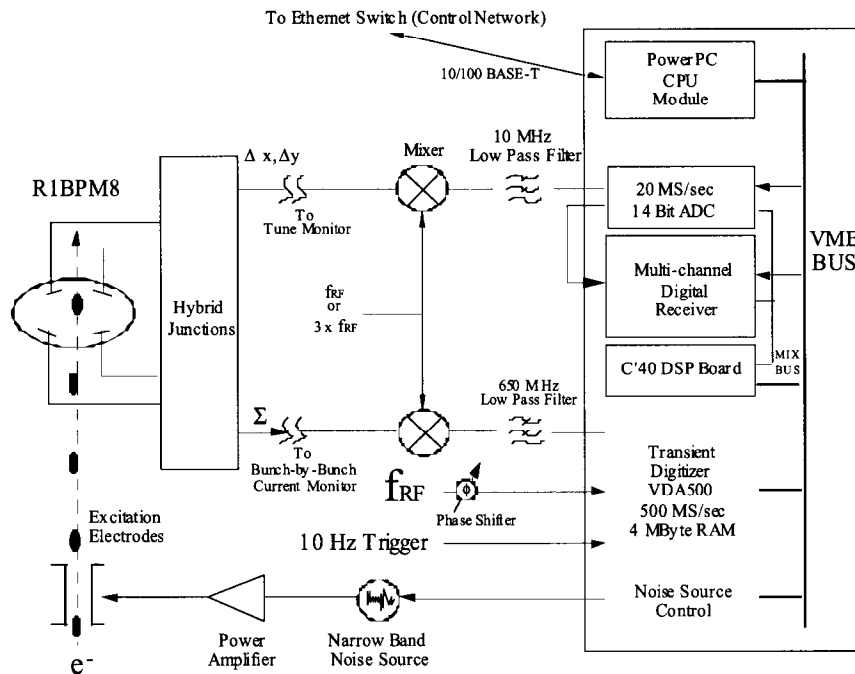 To Ethernet Switch (Control Network)
10/100 BASE-T
PowerPC
CPU
Module
R1BPM8
Δ x, Δy
To
Tune Monitor
Mixer
10 MHz
Low Pass Filter
20 MS/sec
14 Bit ADC
VME
BUS
Hybrid
Junctions
fRF
or
3 x fRF
Multi-channel
Digital
Receiver
C'40 DSP Board
MIX
BUS
Σ
To
Bunch-by-Bunch
Current Monitor
650 MHz
Low Pass Filter
fRF
Φ
Phase Shifter
Transient
Digitizer
VDA500
500 MS/sec
4 MByte RAM
10 Hz Trigger
Excitation
Electrodes
e-
Power
Amplifier
Narrow Band
Noise Source
Noise Source
Control